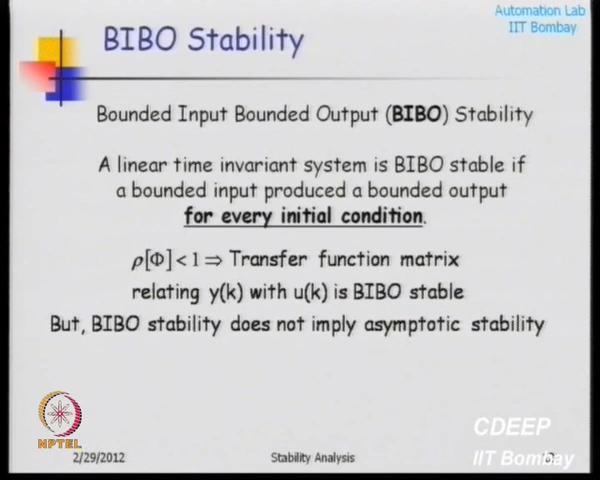 Automation Lab
IIT Bombay
BIBO Stability
Bounded Input Bounded Output (BIBO) Stability
A linear time invariant system is BIBO stable if
a bounded input produced a bounded output
for every initial condition.
ρ[Φ] < 1 ⇒ Transfer function matrix
relating y(k) with u(k) is BIBO stable
But, BIBO stability does not imply asymptotic stability
NPTEL
2/29/2012
Stability Analysis
CDEEP
IIT Bombay